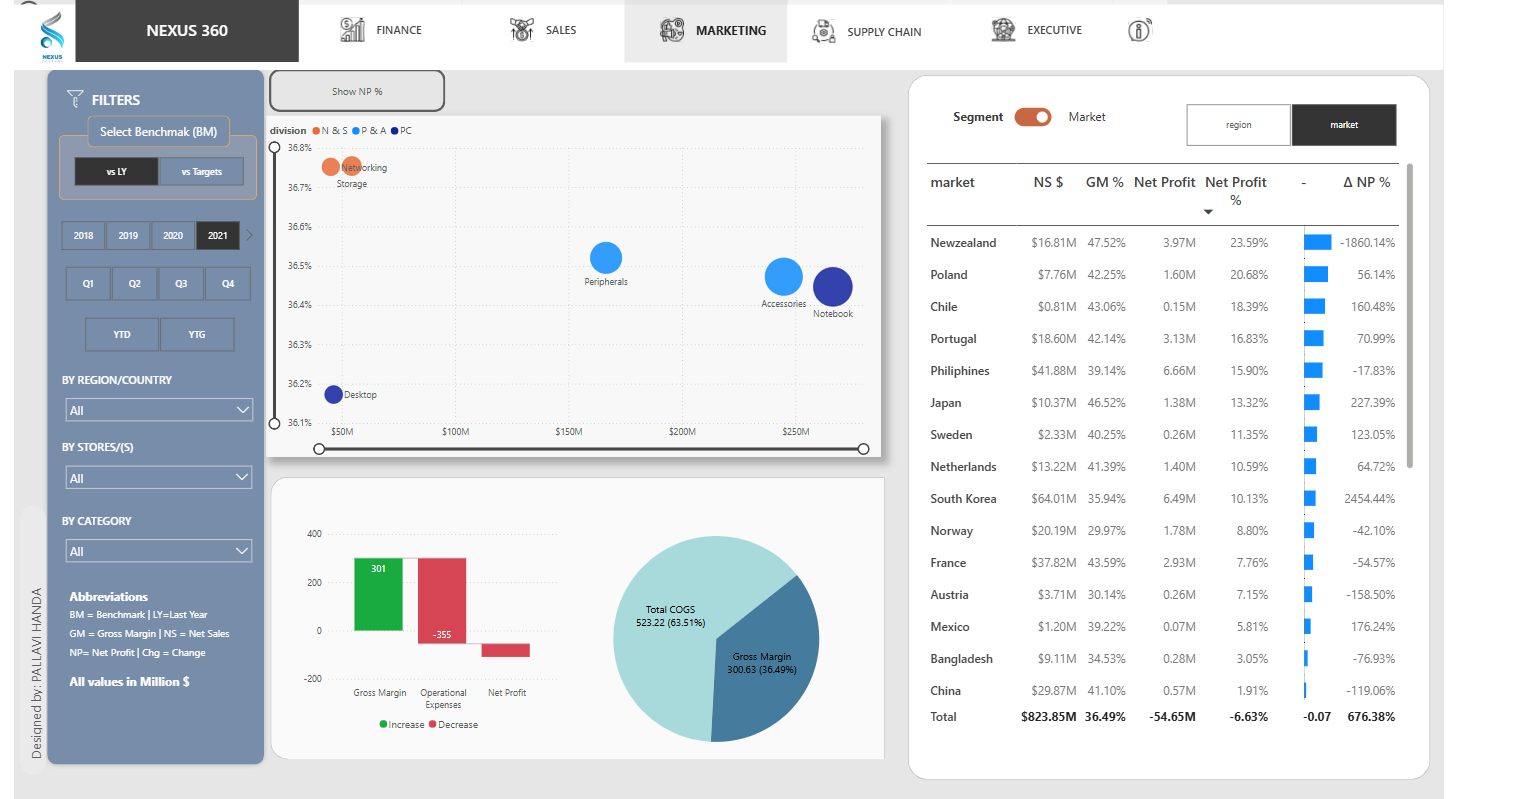 NEXUS
NEXUS 360
FINANCE
SALES
MARKETING
SUPPLY CHAIN
EXECUTIVE
FILTERS
Select Benchmak (BM)
vs LY
vs Targets
2018
2019
2020
2021
Q1
Q2
Q3
Q4
YTD
YTG
BY REGION/COUNTRY
All
BY STORES/(S)
All
BY CATEGORY
All
Abbreviations
BM = Benchmark | LY=Last Year
GM = Gross Margin | NS = Net Sales
NP= Net Profit | Chg = Change
All values in Million $
Designed by: PALLAVI HANDA
Show NP %
division N & S P & A PC
36.8%
36.7%
36.6%
36.5%
36.4%
36.3%
36.2%
36.1%
Networking
Storage
Peripherals
Accessories
Notebook
Desktop
$50M $100M $150M $200M $250M
400
200
0
-200
301
-355
Gross Margin
Operational
Expenses
Net Profit
Increase Decrease
Total COGS
523.22 (63.51%)
Gross Margin
300.63 (36.49%)
Segment
Market
region
market
market NS $ GM % Net Profit Net Profit % - Δ NP %
Newzealand $16.81M 47.52% 3.97M 23.59% -1860.14%
Poland $7.76M 42.25% 1.60M 20.68% 56.14%
Chile $0.81M 43.06% 0.15M 18.39% 160.48%
Portugal $18.60M 42.14% 3.13M 16.83% 70.99%
Philiphines $41.88M 39.14% 6.66M 15.90% -17.83%
Japan $10.37M 46.52% 1.38M 13.32% 227.39%
Sweden $2.33M 40.25% 0.26M 11.35% 123.05%
Netherlands $13.22M 41.39% 1.40M 10.59% 64.72%
South Korea $64.01M 35.94% 6.49M 10.13% 2454.44%
Norway $20.19M 29.97% 1.78M 8.80% -42.10%
France $37.82M 43.59% 2.93M 7.76% -54.57%
Austria $3.71M 30.14% 0.26M 7.15% -158.50%
Mexico $1.20M 39.22% 0.07M 5.81% 176.24%
Bangladesh $9.11M 34.53% 0.28M 3.05% -76.93%
China $29.87M 41.10% 0.57M 1.91% -119.06%
Total $823.85M 36.49% -54.65M -6.63% -0.07 676.38%